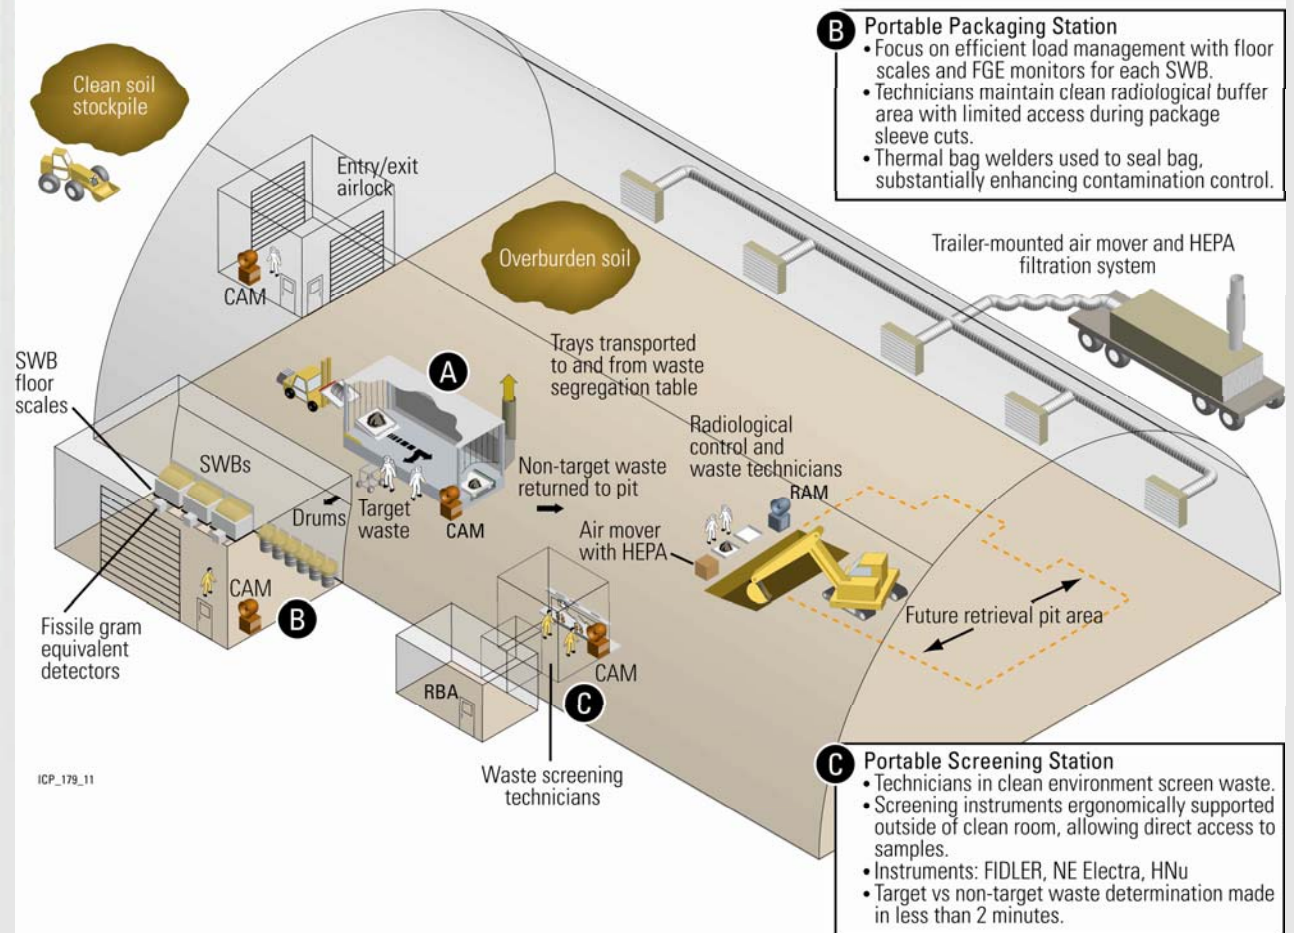 B
Portable Packaging Station
• Focus on efficient load management with floor
scales and FGE monitors for each SWB.
• Technicians maintain clean radiological buffer
area with limited access during package
sleeve cuts.
• Thermal bag welders used to seal bag,
substantially enhancing contamination control.
Clean soil
stockpile
Entry/exit
airlock
CAM
Overburden soil
Trailer-mounted air mover and HEPA
filtration system
SWB
floor
scales
A
Trays transported
to and from waste
segregation table
Radiological
control and
waste technicians
RAM
SWBs
Drums
Target
waste
CAM
Non-target waste
returned to pit
Air mover
with HEPA
CAM
B
Fissile gram
equivalent
detectors
Future retrieval pit area
RBA
CAM
C
Waste screening
technicians
ICP_179_11
C
Portable Screening Station
• Technicians in clean environment screen waste.
• Screening instruments ergonomically supported
outside of clean room, allowing direct access to
samples.
• Instruments: FIDLER, NE Electra, HNu
• Target vs non-target waste determination made
in less than 2 minutes.